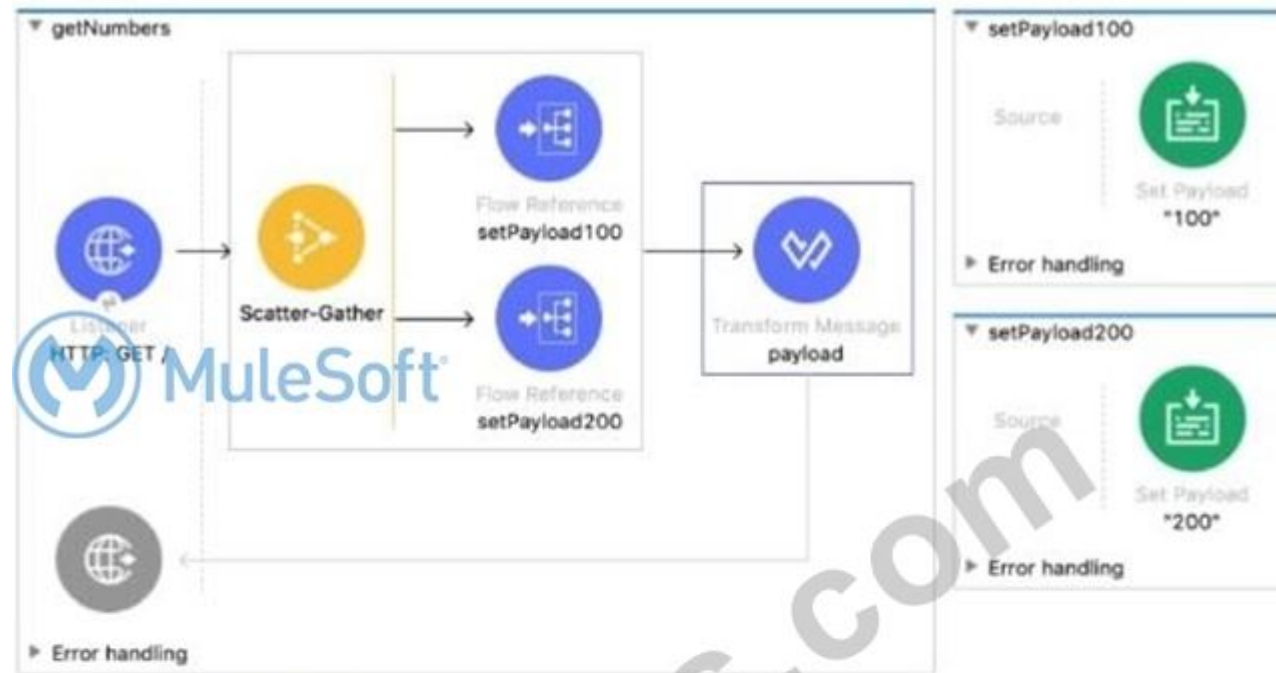 getNumbers
Listener
HTTP: GET /
Scatter-Gather
Flow Reference
setPayload100
Flow Reference
setPayload200
Transform Message
payload
Error handling
setPayload100
Source
Set Payload
"100"
Error handling
setPayload200
Source
Set Payload
"200"
Error handling
MuleSoft
s.com